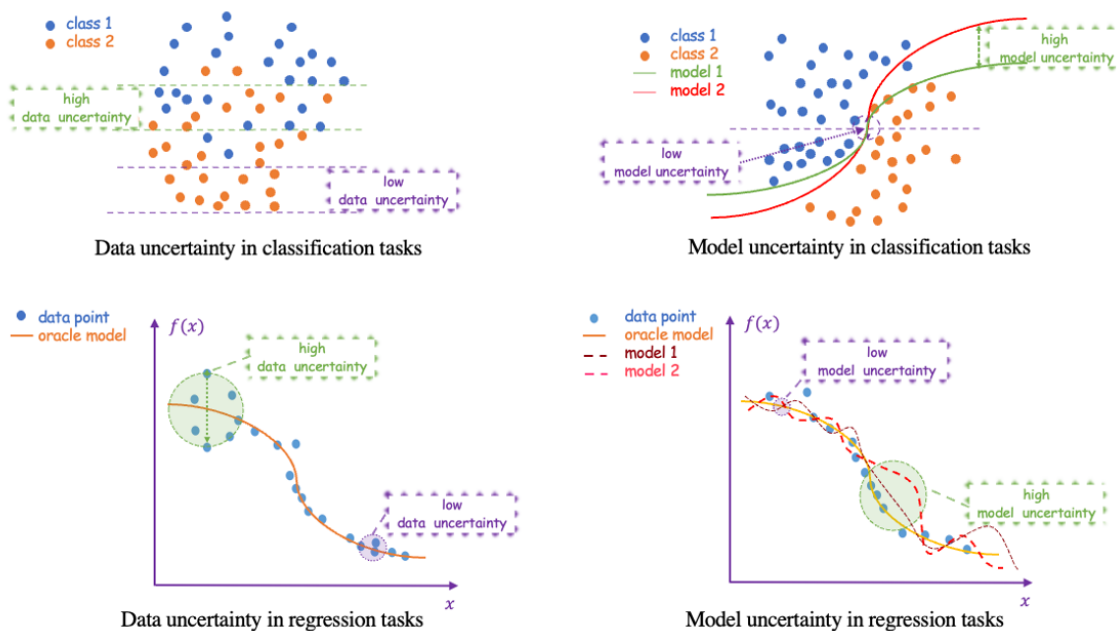 class 1
class 2
high
data uncertainty
low
data uncertainty
Data uncertainty in classification tasks
class 1
class 2
model 1
model 2
high
model uncertainty
low
model uncertainty
Model uncertainty in classification tasks
data point
oracle model
f(x)
high
data uncertainty
low
data uncertainty
x
Data uncertainty in regression tasks
data point
oracle model
model 1
model 2
f(x)
low
model uncertainty
high
model uncertainty
x
Model uncertainty in regression tasks